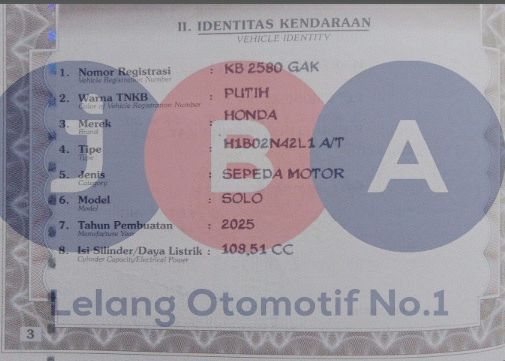 II. IDENTITAS KENDARAAN
VEHICLE IDENTITY
1. Nomor Registrasi : KB 2580 GAK
Vehicle Registration Number
2. Warna TNKB : PUTIH
Color of Vehicle Registration Number
3. Merek : HONDA
Brand
4. Tipe : H1B02N42L1 A/T
Type
5. Jenis : SEPEDA MOTOR
Category
6. Model : SOLO
Model
7. Tahun Pembuatan : 2025
Manufacture Year
8. Isi Silinder/Daya Listrik : 109,51 CC
Cylinder Capacity/Electrical Power
J B A
Lelang Otomotif No.1
3